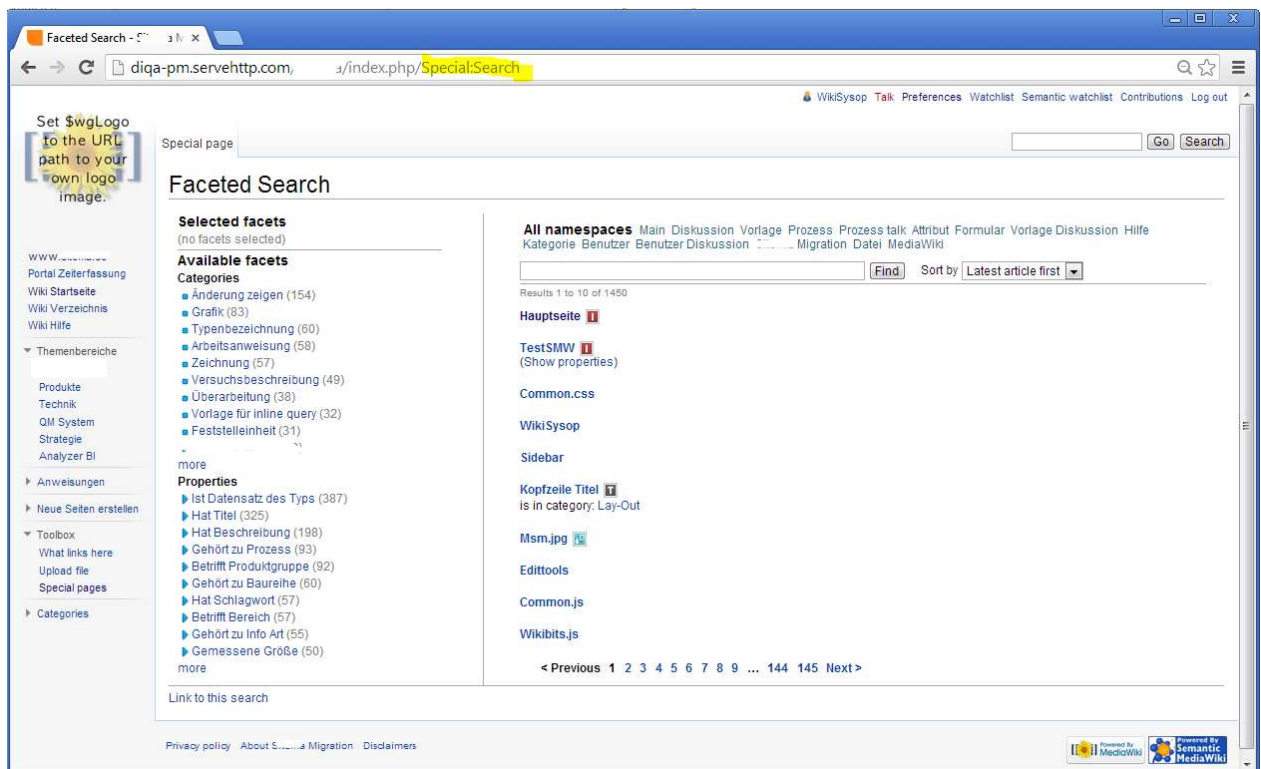 Faceted Search -
diqa-pm.servehttp.com, a/index.php/Special:Search
WikiSysop Talk Preferences Watchlist Semantic watchlist Contributions Log out
Set $wgLogo
to the URL
path to your
own logo
image.
Special page
Go Search
Faceted Search
Selected facets
(no facets selected)
Available facets
Categories
Änderung zeigen (154)
Grafik (83)
Typenbezeichnung (60)
Arbeitsanweisung (58)
Zeichnung (57)
Versuchsbeschreibung (49)
Überarbeitung (38)
Vorlage für inline query (32)
Feststelleinheit (31)
more
Properties
Ist Datensatz des Typs (387)
Hat Titel (325)
Hat Beschreibung (198)
Gehört zu Prozess (93)
Betrifft Produktgruppe (92)
Gehört zu Baureihe (60)
Hat Schlagwort (57)
Betrifft Bereich (57)
Gehört zu Info Art (55)
Gemessene Größe (50)
more
Link to this search
All namespaces Main Diskussion Vorlage Prozess Prozess talk Attribut Formular Vorlage Diskussion Hilfe
Kategorie Benutzer Benutzer Diskussion Migration Datei MediaWiki
Find Sort by Latest article first
Results 1 to 10 of 1450
Hauptseite
TestSMW
(Show properties)
Common.css
WikiSysop
Sidebar
Kopfzeile Titel T
is in category: Lay-Out
Msm.jpg
Edittools
Common.js
Wikibits.js
< Previous 1 2 3 4 5 6 7 8 9 ... 144 145 Next >
www.
Portal Zeiterfassung
Wiki Startseite
Wiki Verzeichnis
Wiki Hilfe
Themenbereiche
Produkte
Technik
QM System
Strategie
Analyzer BI
Anweisungen
Neue Seiten erstellen
Toolbox
What links here
Upload file
Special pages
Categories
Privacy policy About Migration Disclaimers
Powered By
MediaWiki
Powered By
Semantic
MediaWiki